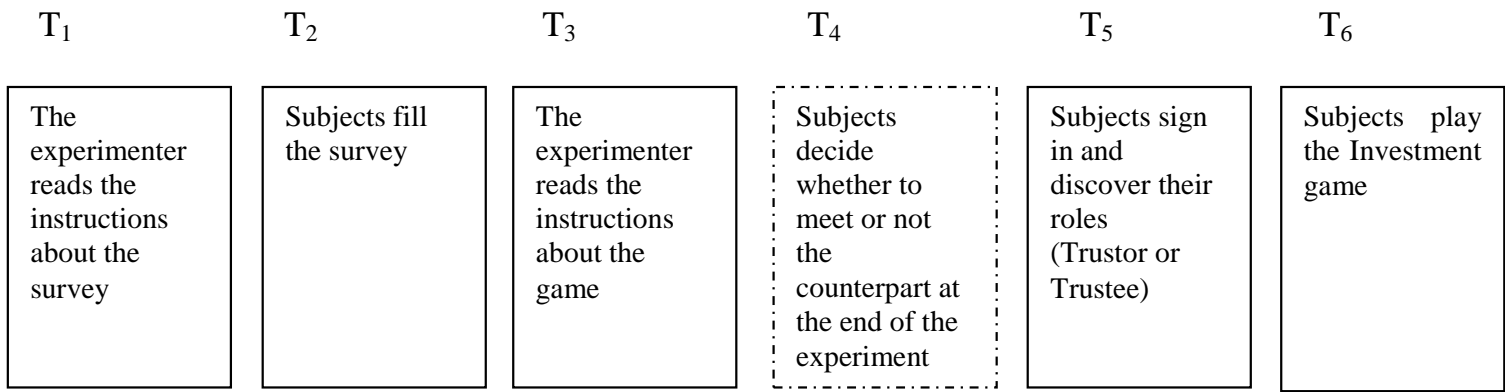 T₁ T₂ T₃ T₄ T₅ T₆
The
experimenter
reads the
instructions
about the
survey
Subjects fill
the survey
The
experimenter
reads the
instructions
about the
game
Subjects
decide
whether to
meet or not
the
counterpart at
the end of the
experiment
Subjects sign
in and
discover their
roles
(Trustor or
Trustee)
Subjects play
the Investment
game